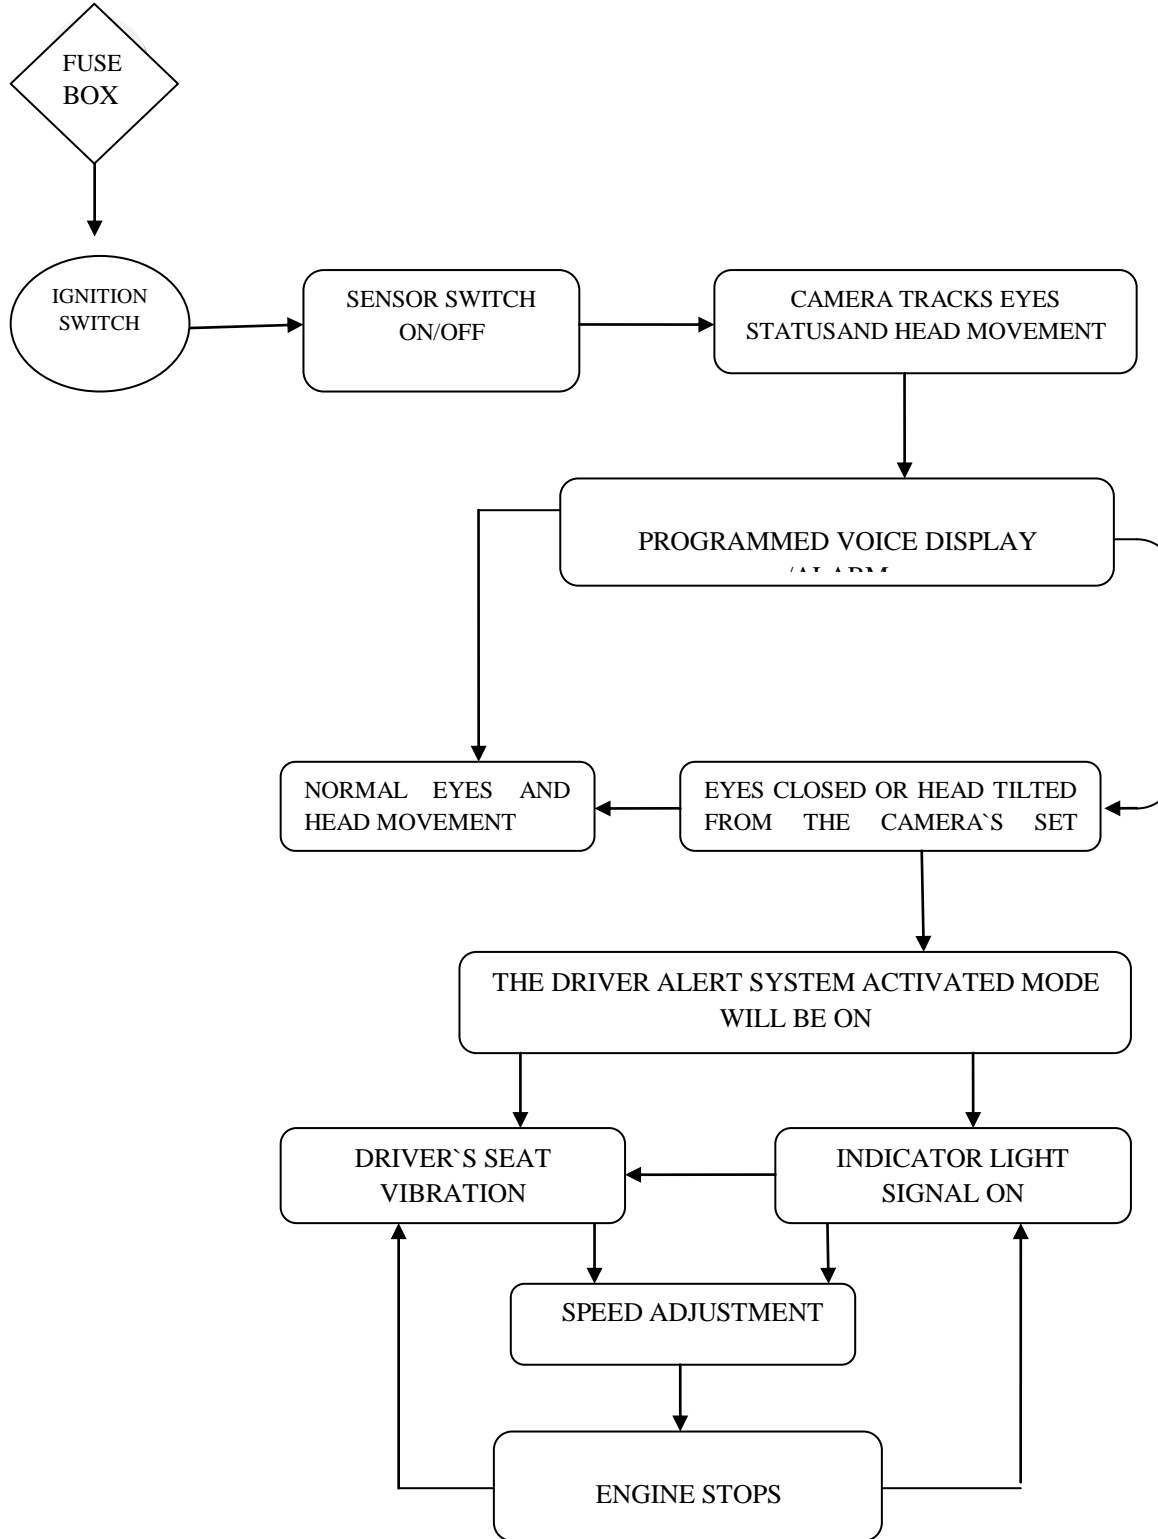 FUSE
BOX
IGNITION
SWITCH
SENSOR SWITCH
ON/OFF
CAMERA TRACKS EYES
STATUSAND HEAD MOVEMENT
PROGRAMMED VOICE DISPLAY
/ALARM
NORMAL EYES AND
HEAD MOVEMENT
EYES CLOSED OR HEAD TILTED
FROM THE CAMERA`S SET
THE DRIVER ALERT SYSTEM ACTIVATED MODE
WILL BE ON
DRIVER`S SEAT
VIBRATION
INDICATOR LIGHT
SIGNAL ON
SPEED ADJUSTMENT
ENGINE STOPS